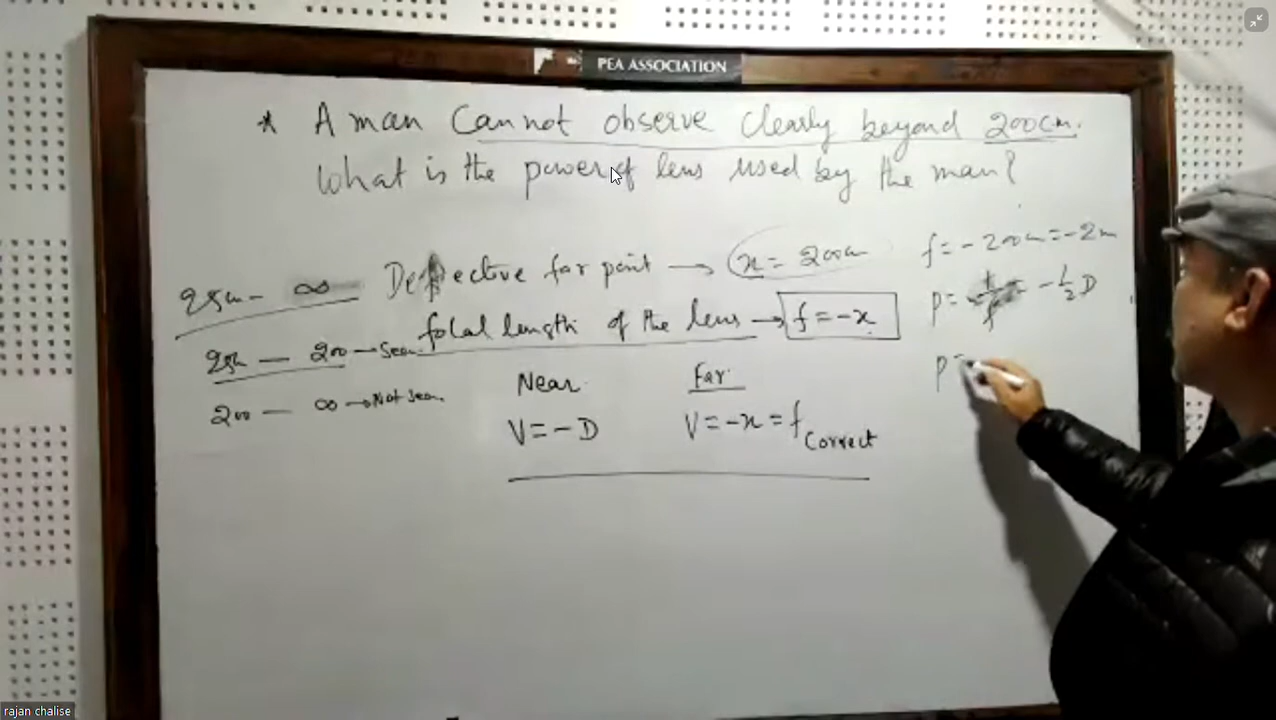 PEA ASSOCIATION
* A man Cannot observe clearly beyond 200cm.
What is the power of lens used by the man?
25cm - ∞
Defective far point → x = 200cm
focal length of the lens → f = -x
25cm — 200 → Seen
200 — ∞ → Not seen.
Near
V = -D
Far
V = -x = f correct
f = -200cm = -2m
P = -1/2 D
P =
rajan chalise